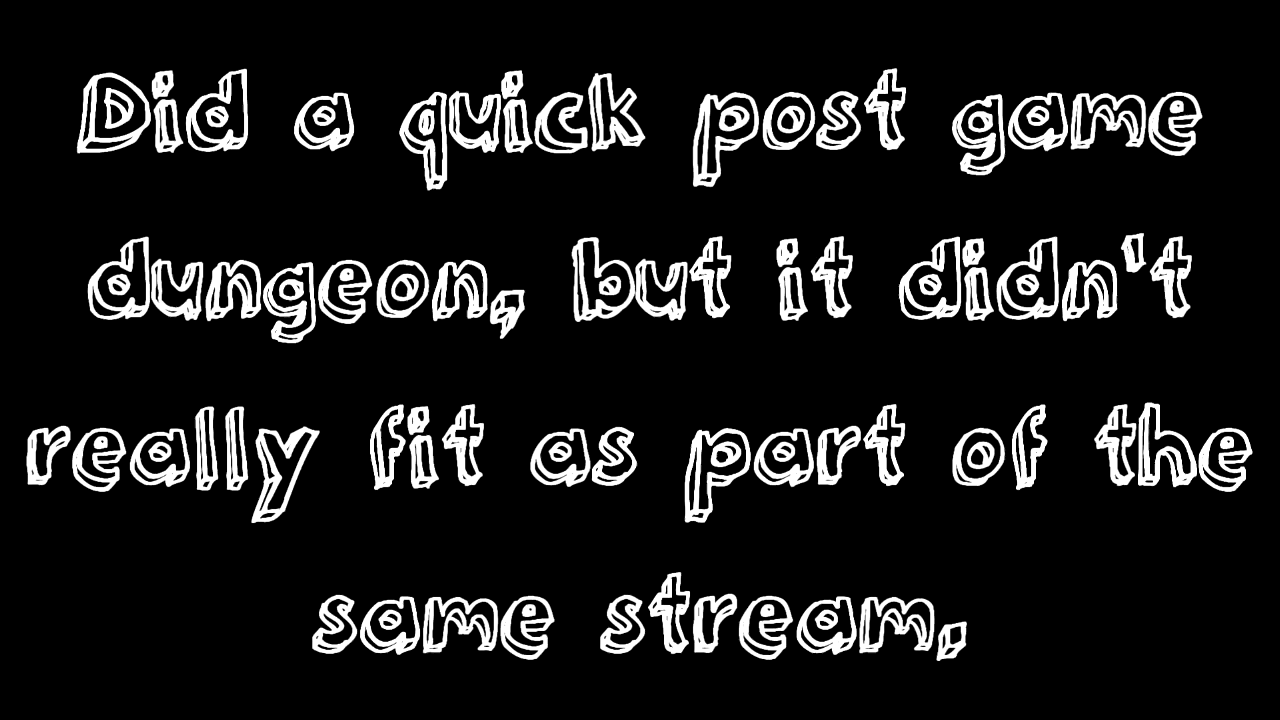 Did a quick post game
dungeon, but it didn't
really fit as part of the
same stream,